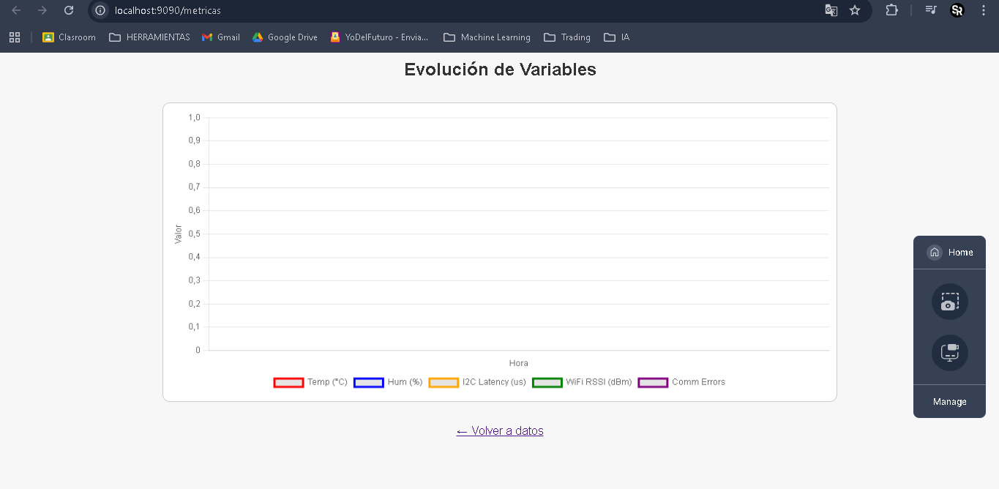 localhost:9090/metricas
Clasroom HERRAMIENTAS Gmail Google Drive YoDelFuturo - Envia... Machine Learning Trading IA
SR
Evolución de Variables
1,0
0,9
0,8
0,7
0,6
0,5
0,4
0,3
0,2
0,1
0
Valor
Hora
Temp (°C) Hum (%) I2C Latency (us) WiFi RSSI (dBm) Comm Errors
← Volver a datos
Home
Manage